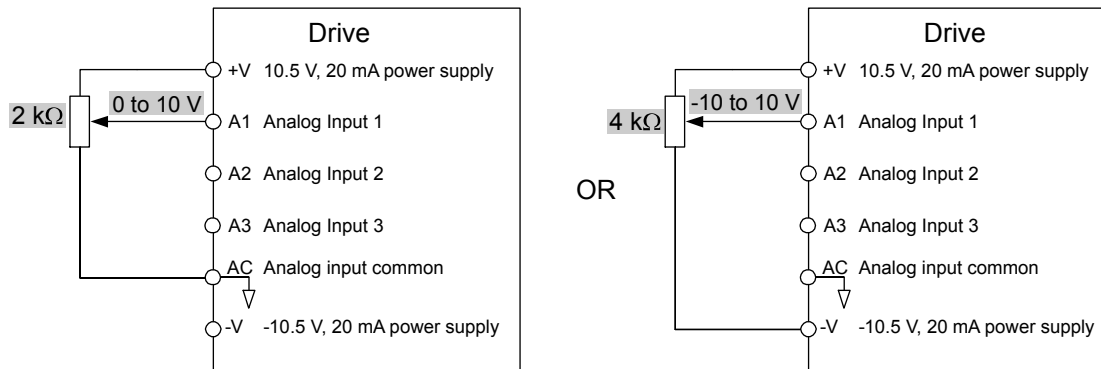 Drive
+V 10.5 V, 20 mA power supply
2 kΩ
0 to 10 V
A1 Analog Input 1
A2 Analog Input 2
A3 Analog Input 3
AC Analog input common
-V -10.5 V, 20 mA power supply
OR
Drive
+V 10.5 V, 20 mA power supply
4 kΩ
-10 to 10 V
A1 Analog Input 1
A2 Analog Input 2
A3 Analog Input 3
AC Analog input common
-V -10.5 V, 20 mA power supply